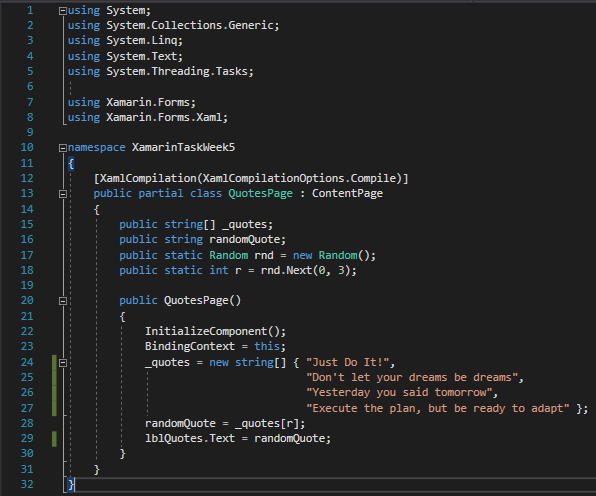 1 using System;
2 using System.Collections.Generic;
3 using System.Linq;
4 using System.Text;
5 using System.Threading.Tasks;
6
7 using Xamarin.Forms;
8 using Xamarin.Forms.Xaml;
9
10 namespace XamarinTaskWeek5
11 {
12     [XamlCompilation(XamlCompilationOptions.Compile)]
13     public partial class QuotesPage : ContentPage
14     {
15         public string[] _quotes;
16         public string randomQuote;
17         public static Random rnd = new Random();
18         public static int r = rnd.Next(0, 3);
19
20         public QuotesPage()
21         {
22             InitializeComponent();
23             BindingContext = this;
24             _quotes = new string[] { "Just Do It!",
25                                      "Don't let your dreams be dreams",
26                                      "Yesterday you said tomorrow",
27                                      "Execute the plan, but be ready to adapt" };
28             randomQuote = _quotes[r];
29             lblQuotes.Text = randomQuote;
30         }
31     }
32 }